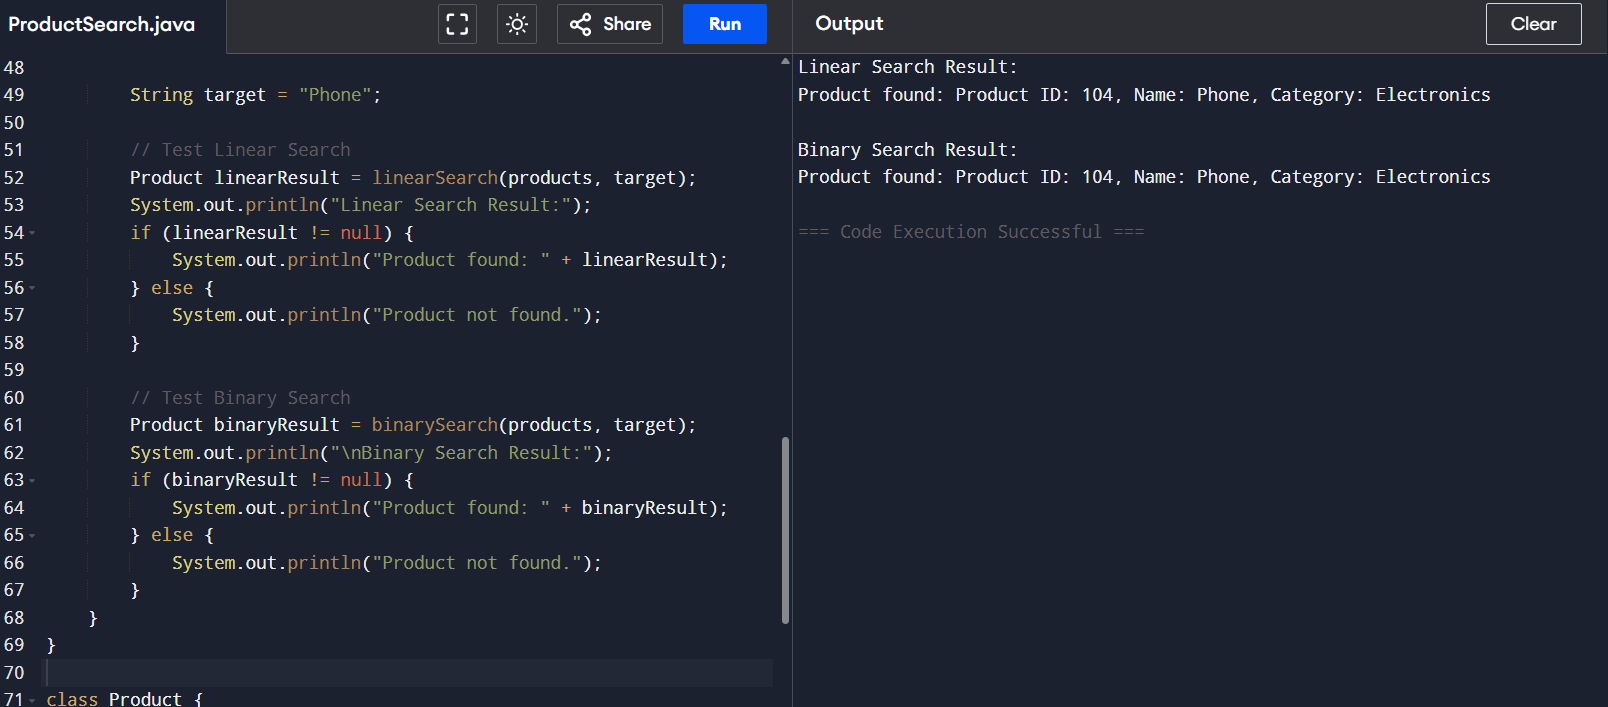 ProductSearch.java
Share
Run
Output
Clear
48
49 String target = "Phone";
50
51 // Test Linear Search
52 Product linearResult = linearSearch(products, target);
53 System.out.println("Linear Search Result:");
54 if (linearResult != null) {
55 System.out.println("Product found: " + linearResult);
56 } else {
57 System.out.println("Product not found.");
58 }
59
60 // Test Binary Search
61 Product binaryResult = binarySearch(products, target);
62 System.out.println("\nBinary Search Result:");
63 if (binaryResult != null) {
64 System.out.println("Product found: " + binaryResult);
65 } else {
66 System.out.println("Product not found.");
67 }
68 }
69 }
70
71 class Product {
Linear Search Result:
Product found: Product ID: 104, Name: Phone, Category: Electronics
Binary Search Result:
Product found: Product ID: 104, Name: Phone, Category: Electronics
=== Code Execution Successful ===